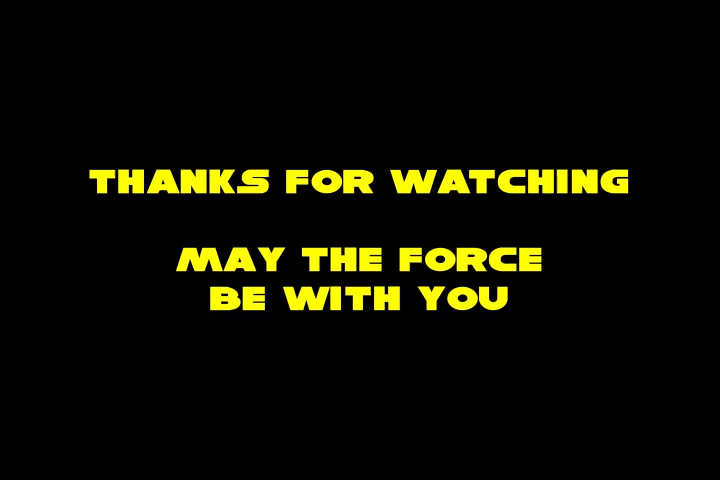 THANKS FOR WATCHING
MAY THE FORCE
BE WITH YOU